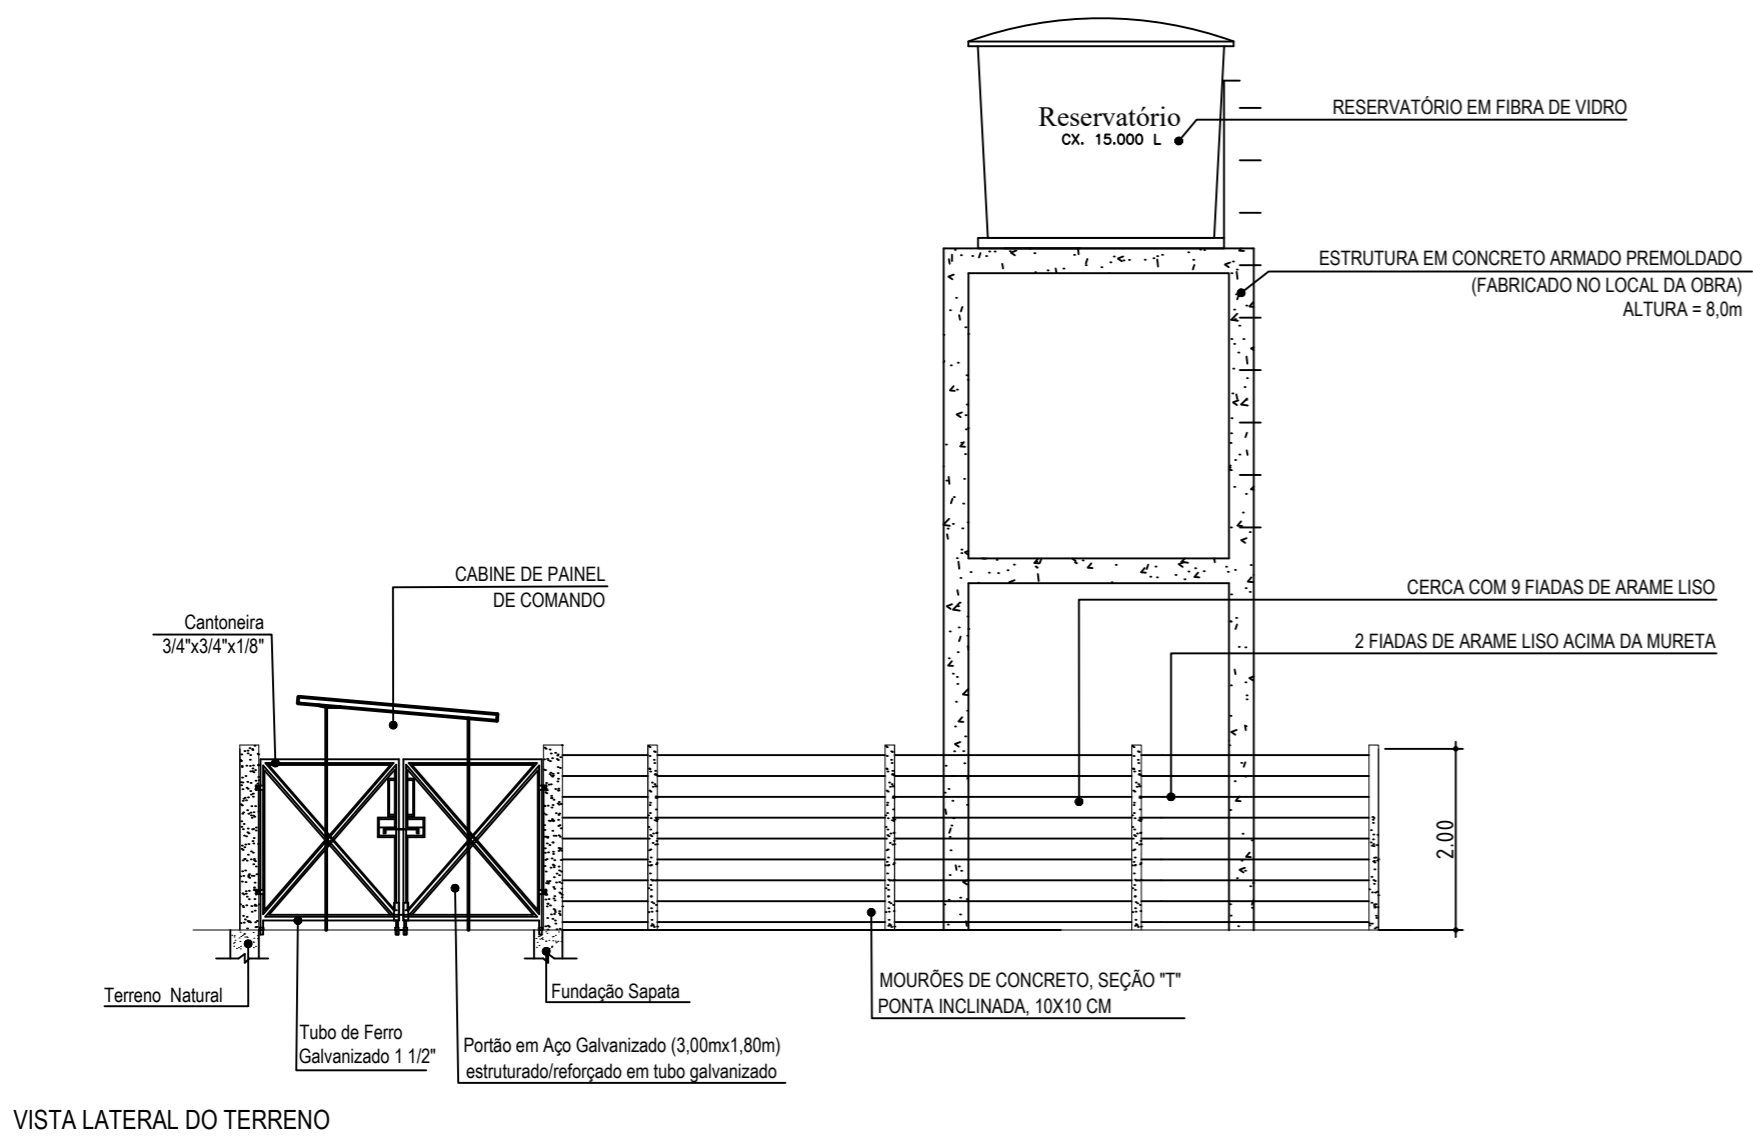 Reservatório
CX. 15.000 L
RESERVATÓRIO EM FIBRA DE VIDRO
ESTRUTURA EM CONCRETO ARMADO PREMOLDADO
(FABRICADO NO LOCAL DA OBRA)
ALTURA = 8,0m
CABINE DE PAINEL
DE COMANDO
CERCA COM 9 FIADAS DE ARAME LISO
Cantoneira
3/4"x3/4"x1/8"
2 FIADAS DE ARAME LISO ACIMA DA MURETA
2.00
MOURÕES DE CONCRETO, SEÇÃO "T"
PONTA INCLINADA, 10X10 CM
Terreno Natural
Fundação Sapata
Tubo de Ferro
Galvanizado 1 1/2"
Portão em Aço Galvanizado (3,00mx1,80m)
estruturado/reforçado em tubo galvanizado
VISTA LATERAL DO TERRENO